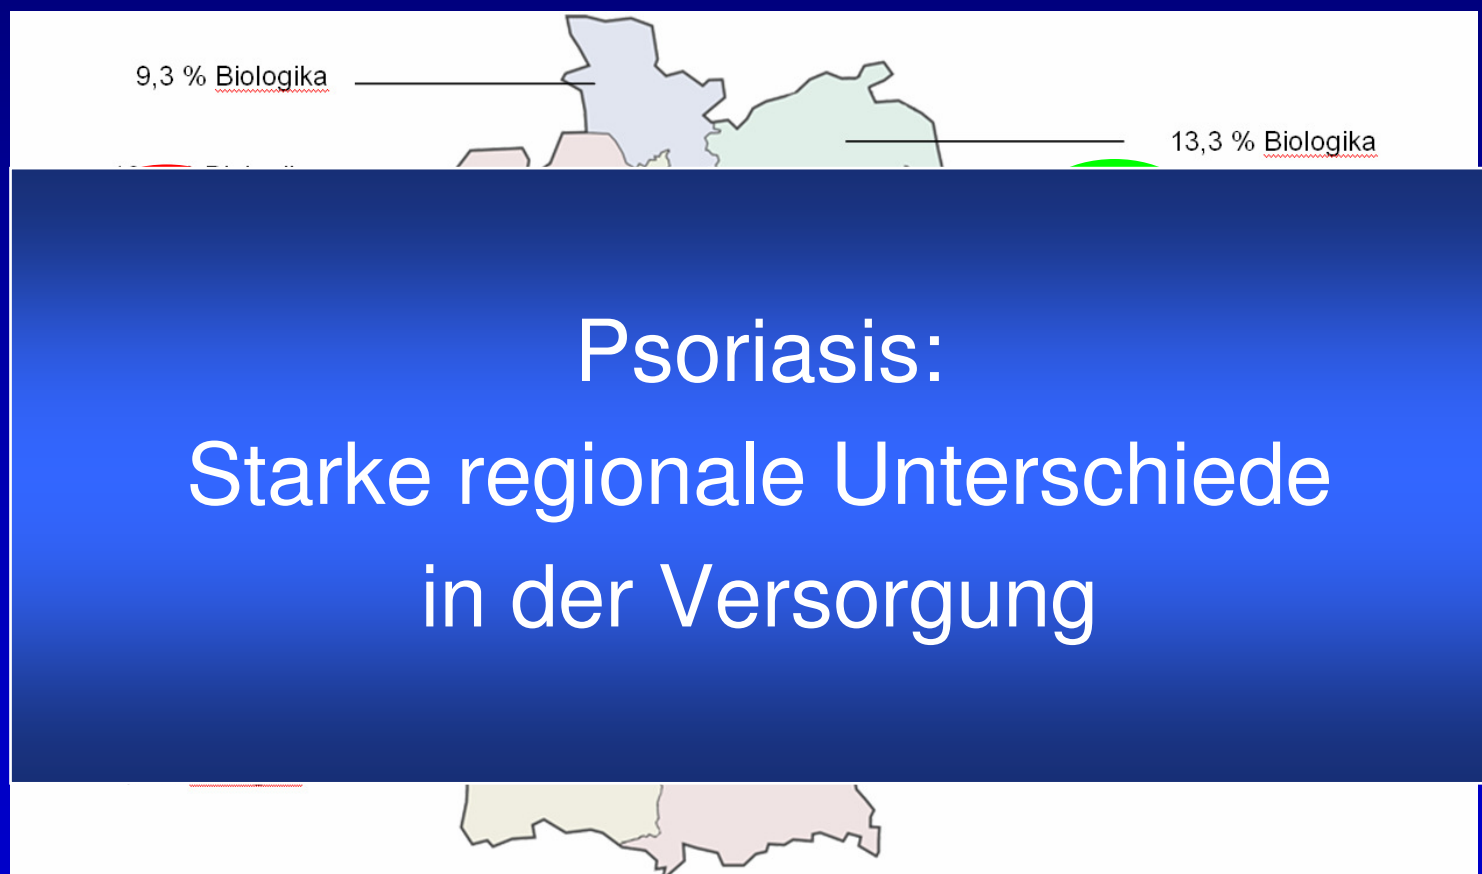 9,3 % Biologika
13,3 % Biologika
Psoriasis:
Starke regionale Unterschiede
in der Versorgung